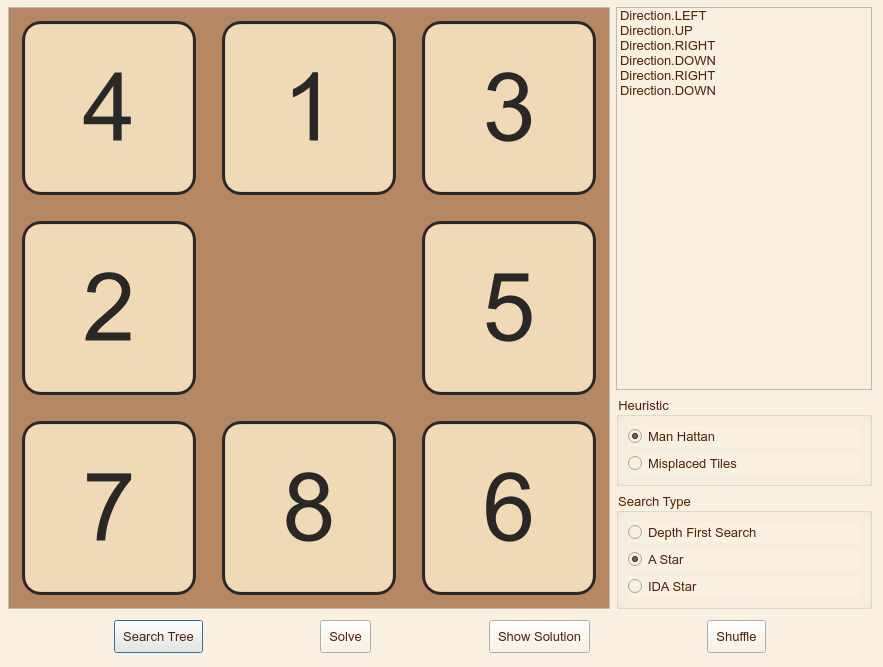 4 1 3
2 5
7 8 6
Direction.LEFT
Direction.UP
Direction.RIGHT
Direction.DOWN
Direction.RIGHT
Direction.DOWN
Heuristic
Man Hattan
Misplaced Tiles
Search Type
Depth First Search
A Star
IDA Star
Search Tree Solve Show Solution Shuffle